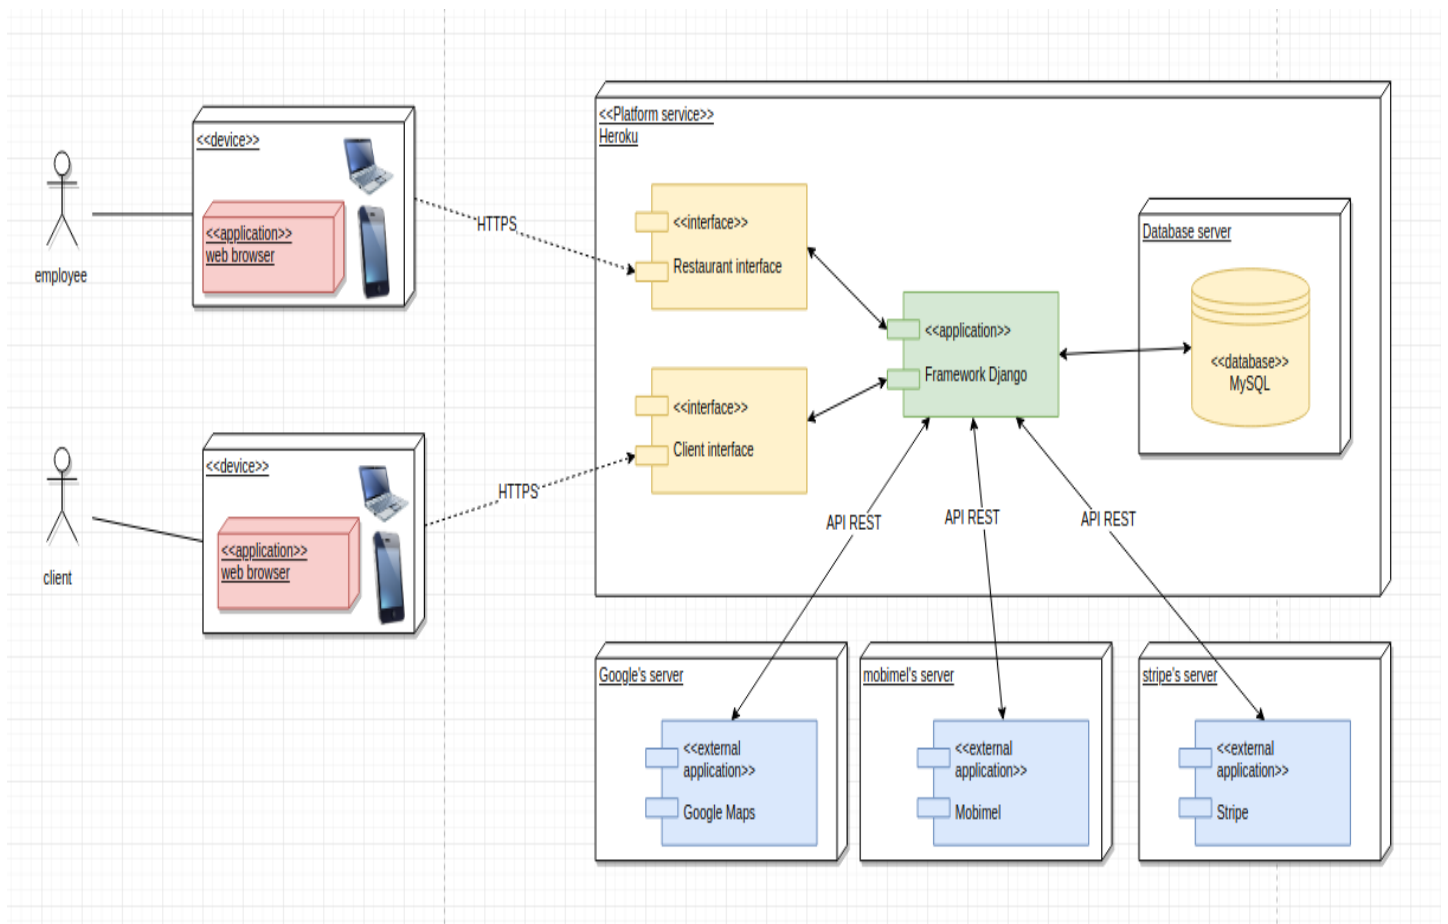 <<device>>
<<application>>
web browser
employee
HTTPS
<<device>>
<<application>>
web browser
client
HTTPS
<<Platform service>>
Heroku
<<interface>>
Restaurant interface
<<interface>>
Client interface
<<application>>
Framework Django
Database server
<<database>>
MySQL
API REST
API REST
API REST
Google's server
<<external
application>>
Google Maps
mobimel's server
<<external
application>>
Mobimel
stripe's server
<<external
application>>
Stripe